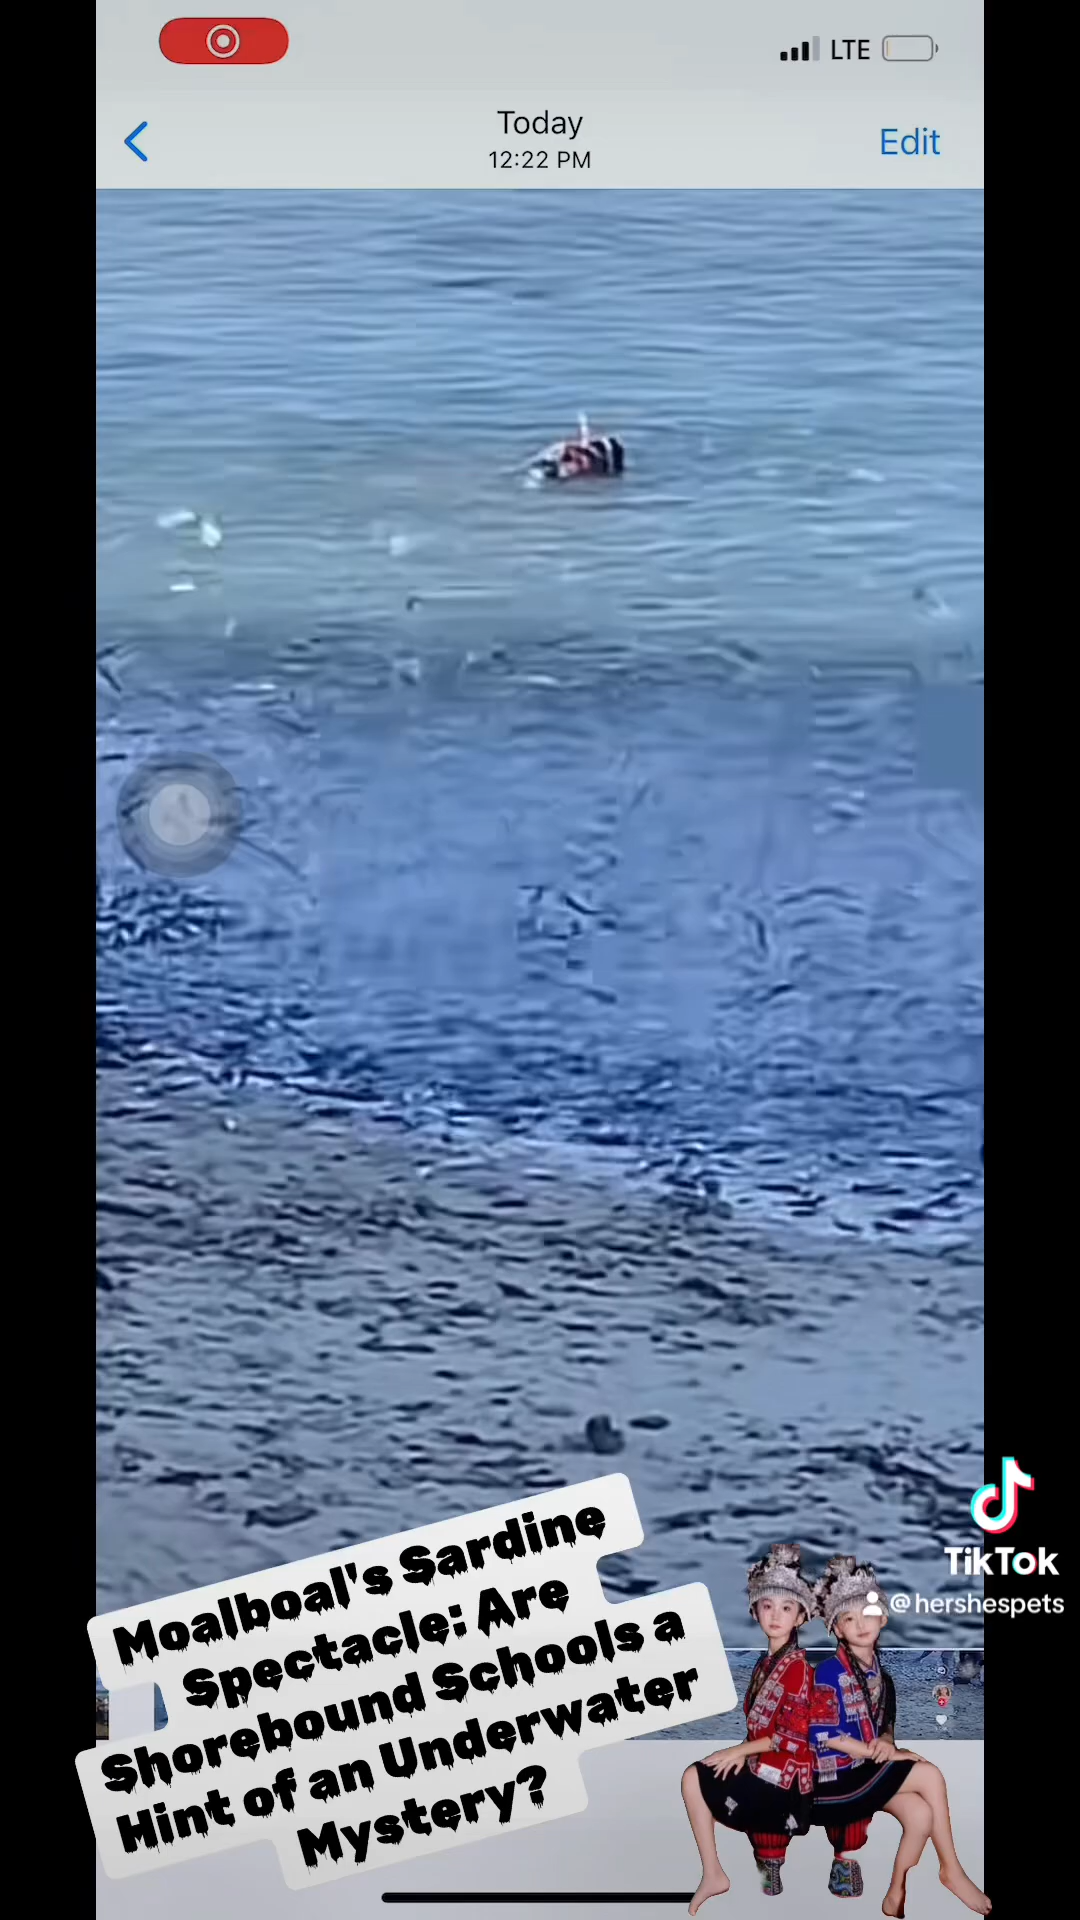 LTE
Today
12:22 PM
Edit
Moalboal's Sardine
Spectacle: Are
Shorebound Schools a
Hint of an Underwater
Mystery?
TikTok
@hershespets